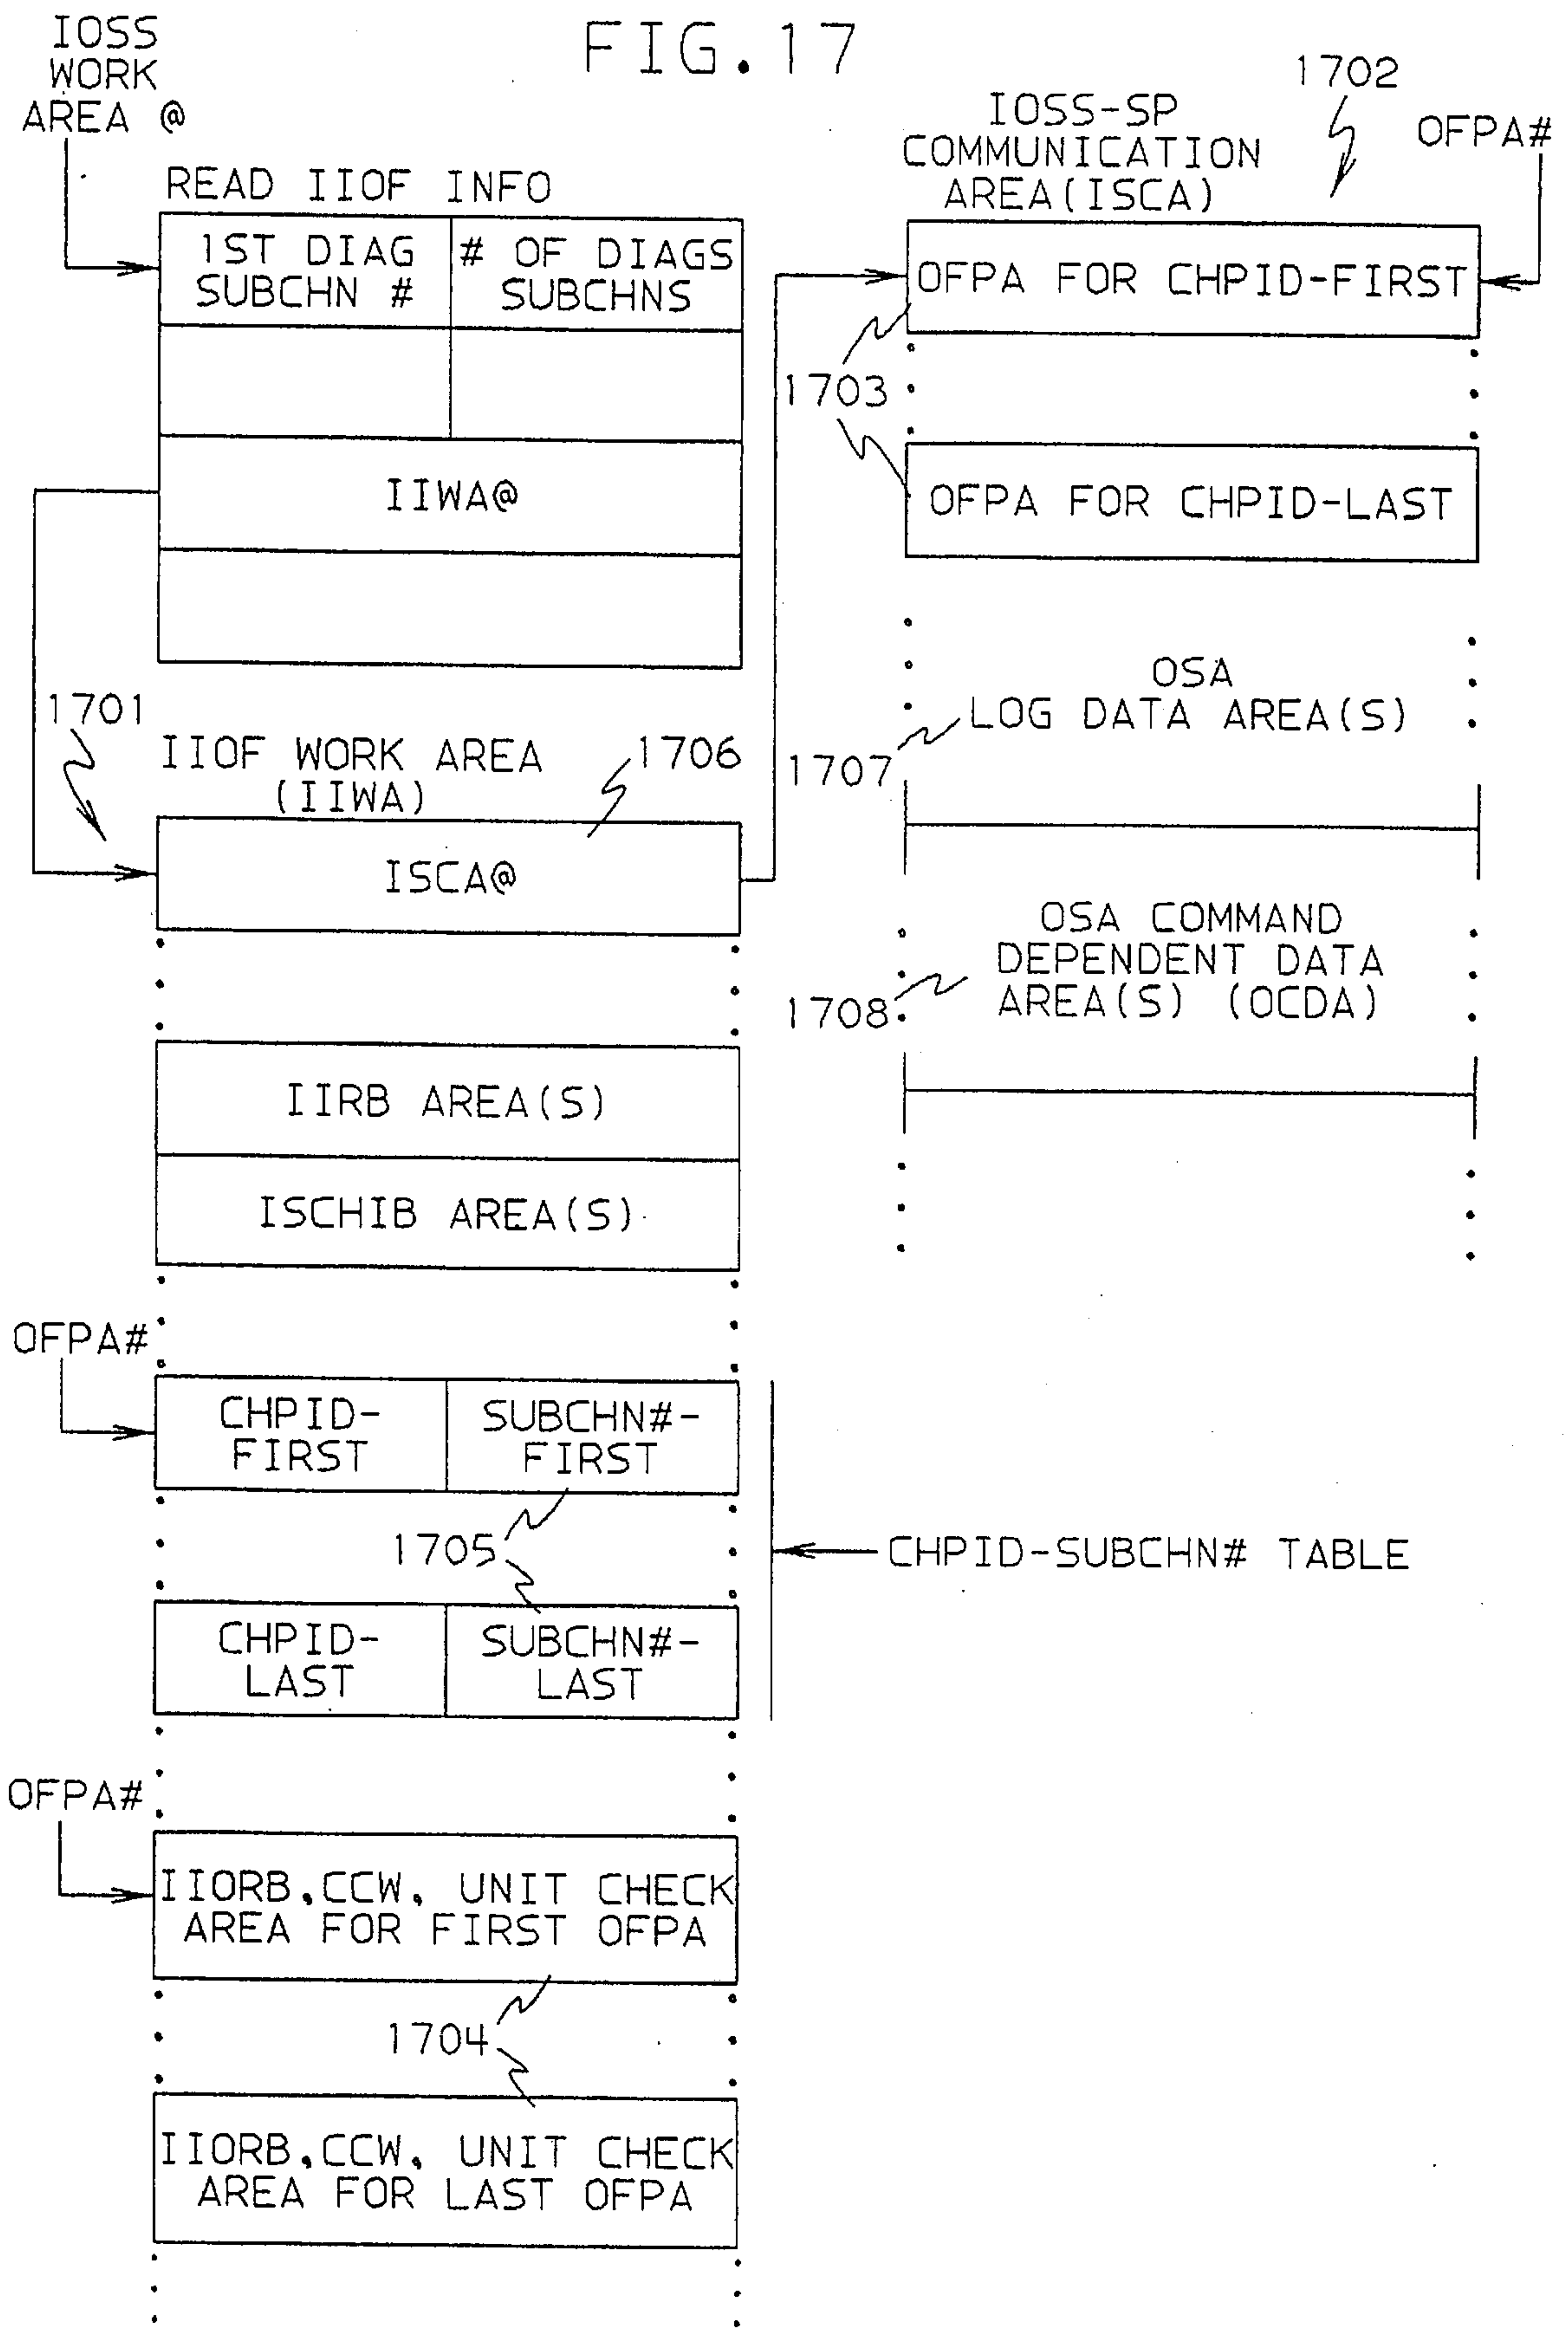 FIG.17
IOSS
WORK
AREA @
READ IIOF INFO
1ST DIAG
SUBCHN #
# OF DIAGS
SUBCHNS
IIWA@
1701
IIOF WORK AREA
(IIWA)
1706
ISCA@
IIRB AREA(S)
ISCHIB AREA(S)
OFPA#
CHPID-
FIRST
SUBCHN#-
FIRST
1705
CHPID-SUBCHN# TABLE
CHPID-
LAST
SUBCHN#-
LAST
OFPA#
IIORB,CCW, UNIT CHECK
AREA FOR FIRST OFPA
1704
IIORB,CCW, UNIT CHECK
AREA FOR LAST OFPA
1702
IOSS-SP
COMMUNICATION
AREA(ISCA)
OFPA#
OFPA FOR CHPID-FIRST
1703
OFPA FOR CHPID-LAST
OSA
LOG DATA AREA(S)
1707
OSA COMMAND
DEPENDENT DATA
AREA(S) (OCDA)
1708